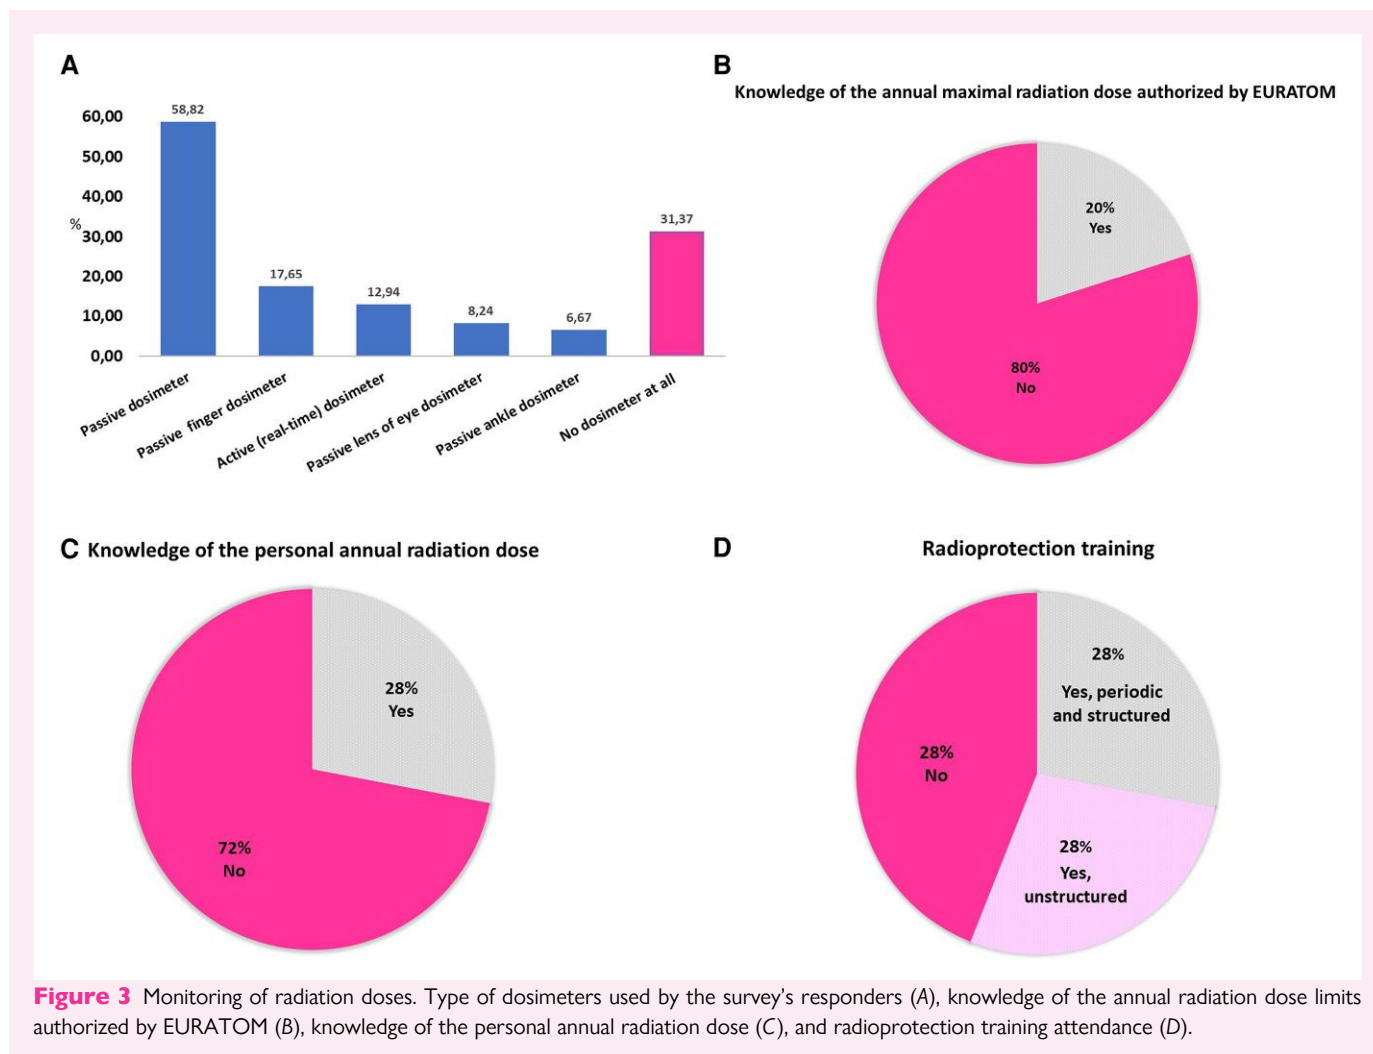 A
60,00
50,00
40,00
%
30,00
20,00
10,00
0,00
58,82
17,65
12,94
8,24
6,67
31,37
Passive dosimeter
Passive finger dosimeter
Active (real-time) dosimeter
Passive lens of eye dosimeter
Passive ankle dosimeter
No dosimeter at all
B
Knowledge of the annual maximal radiation dose authorized by EURATOM
20%
Yes
80%
No
C Knowledge of the personal annual radiation dose
28%
Yes
72%
No
D
Radioprotection training
28%
Yes, periodic
and structured
28%
No
28%
Yes,
unstructured
Figure 3 Monitoring of radiation doses. Type of dosimeters used by the survey's responders (A), knowledge of the annual radiation dose limits
authorized by EURATOM (B), knowledge of the personal annual radiation dose (C), and radioprotection training attendance (D).